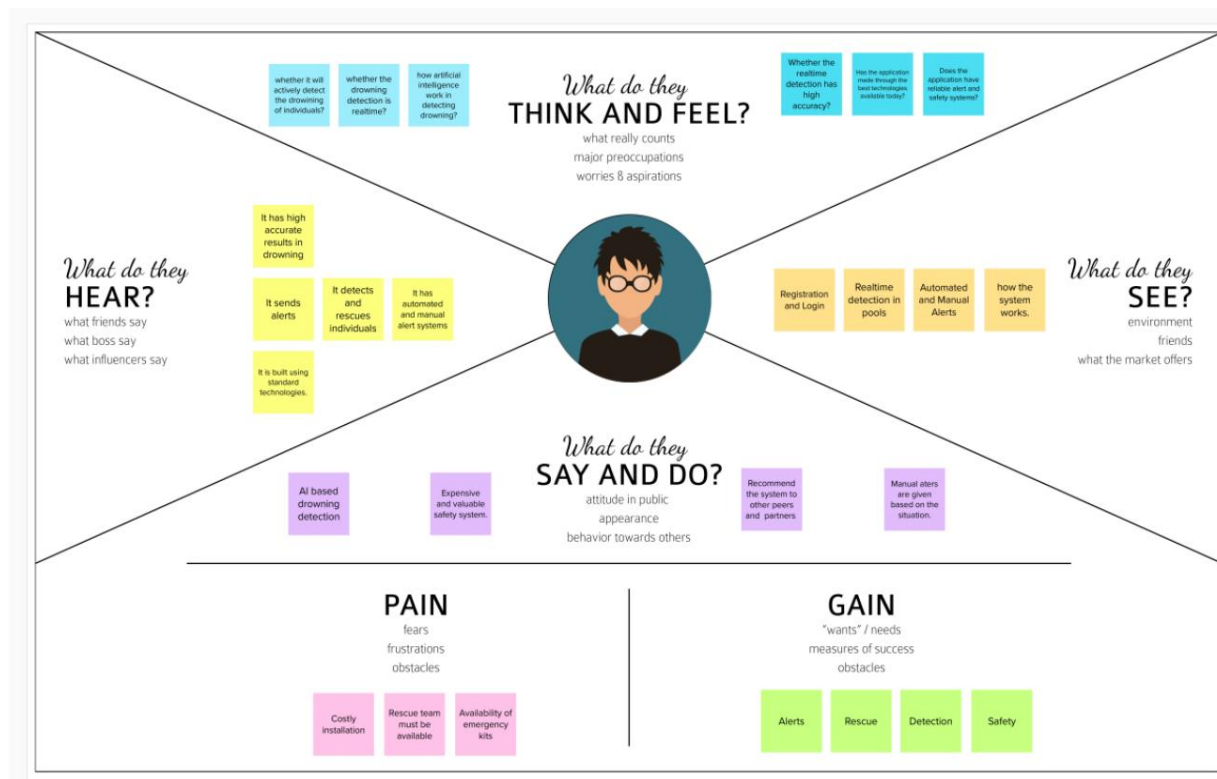 whether it will
actively detect
the drowining
of individuals?
whether the
drowning
detection is
realtime?
how artificial
intelligence
work in
detecting
drowning?
What do they
THINK AND FEEL?
what really counts
major preoccupations
worries & aspirations
Whether the
realtime
detection has
high
accuracy?
Has the application
made through the
best technologies
available today?
Does the
application have
reliable alert and
safety systems?
What do they
HEAR?
what friends say
what boss say
what influencers say
It has high
accurate
results in
drowning
It sends
alerts
It detects
and
rescues
individuals
It has
automated
and manual
alert systems
It is built using
standard
technologies.
Registration
and Login
Realtime
detection in
pools
Automated
and Manual
Alerts
how the
system
works.
What do they
SEE?
environment
friends
what the market offers
What do they
SAY AND DO?
attitude in public
appearance
behavior towards others
AI based
drowning
detection
Expensive
and valuable
safety system.
Recommend
the system to
other peers
and partners
Manual aters
are given
based on the
situation.
PAIN
fears
frustrations
obstacles
Costly
installation
Rescue team
must be
available
Availability of
emergency
kits
GAIN
"wants" / needs
measures of success
obstacles
Alerts
Rescue
Detection
Safety